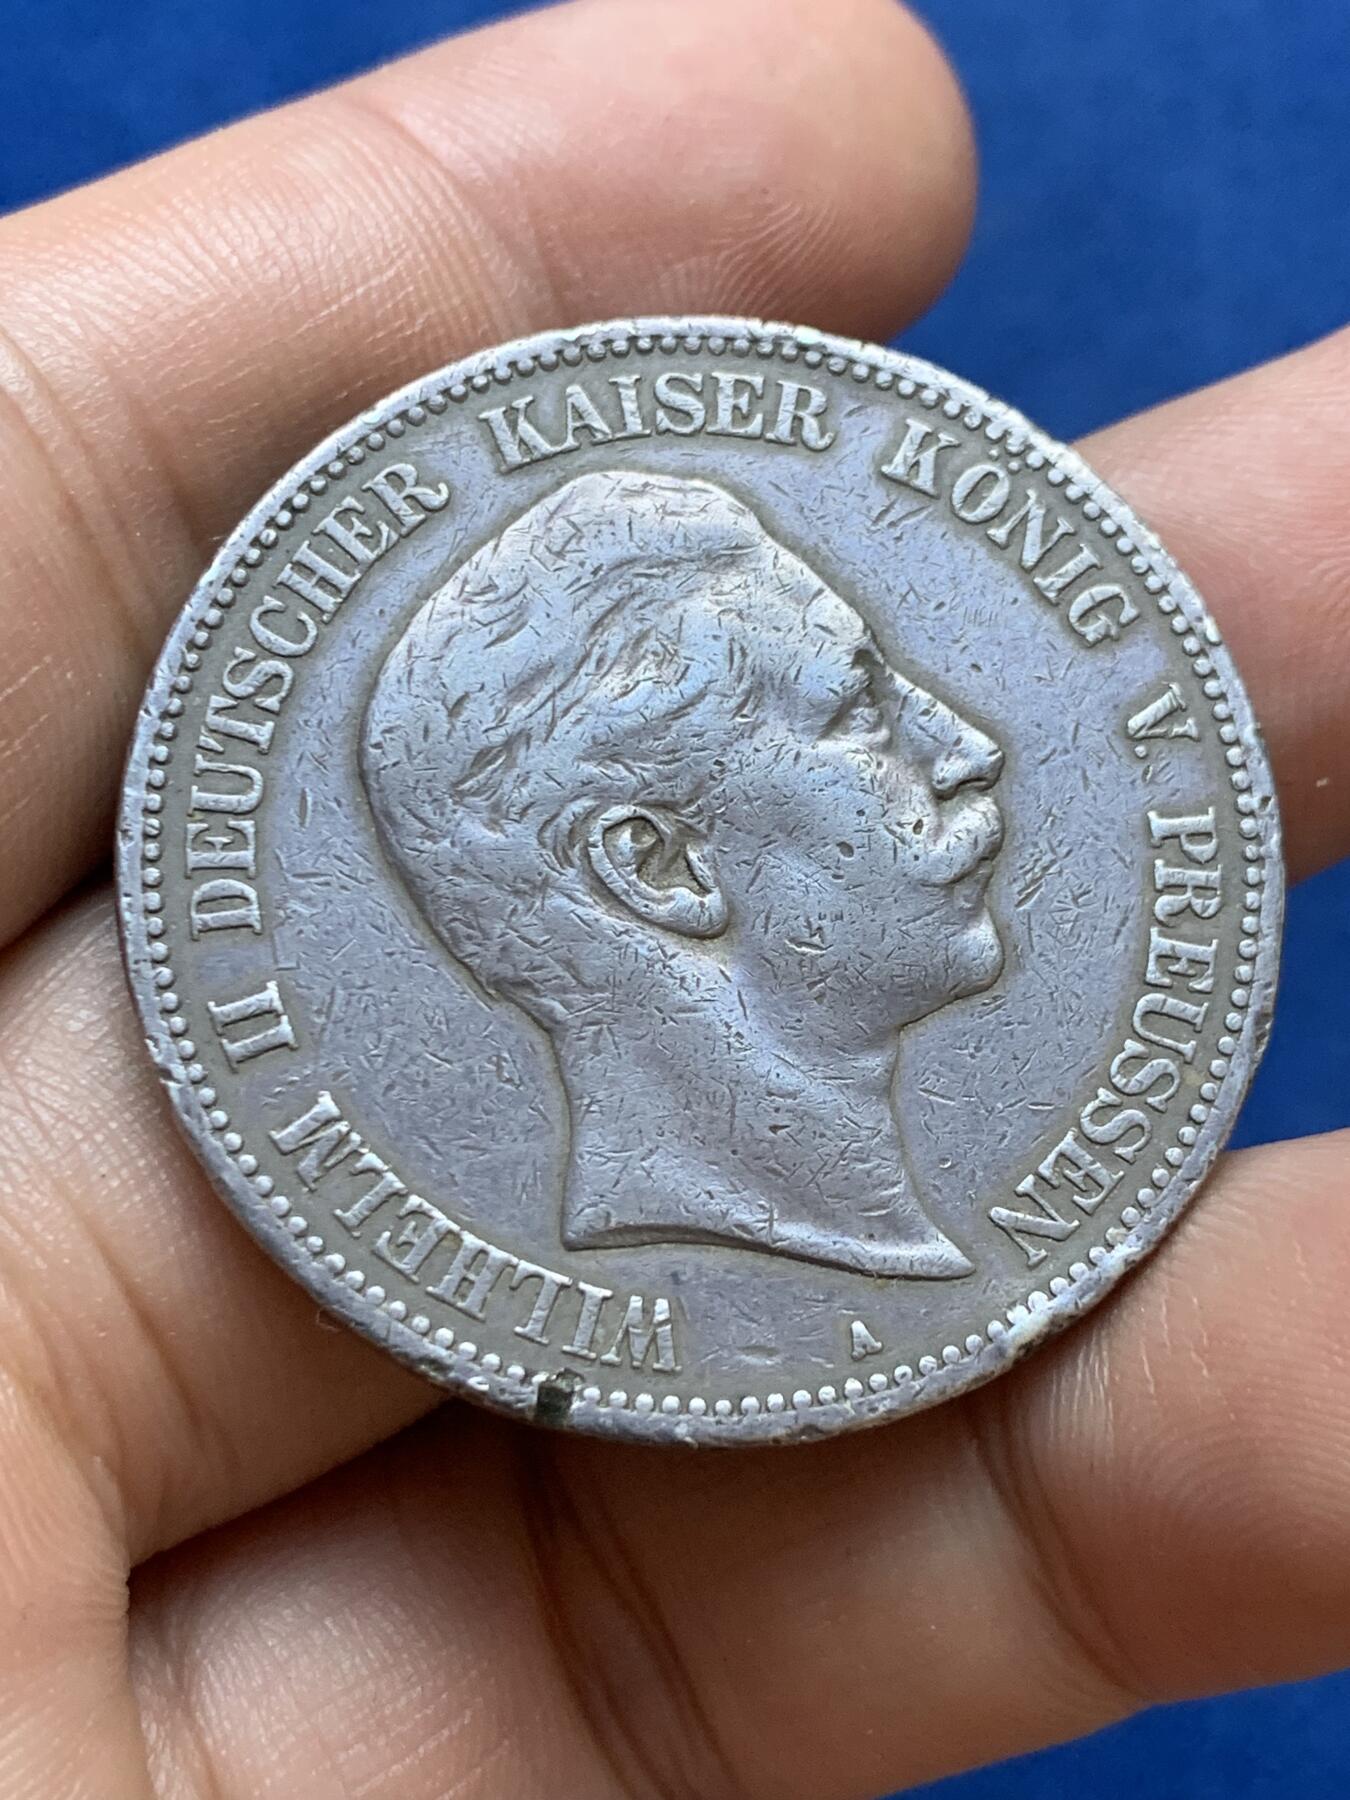 WILHELM II DEUTSCHER KAISER KÖNIG V. PREUSSEN
A